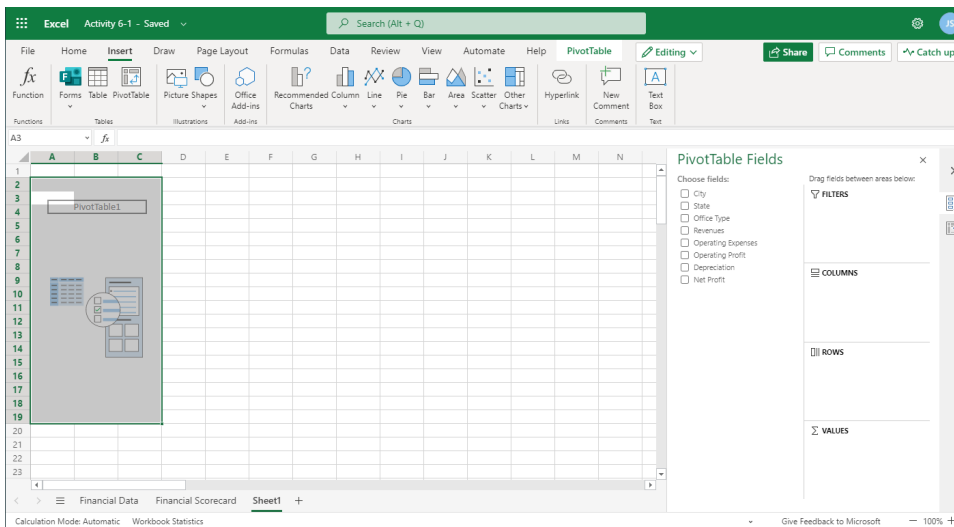 Excel Activity 6-1 - Saved Search (Alt + Q) JS
File Home Insert Draw Page Layout Formulas Data Review View Automate Help PivotTable Editing Share Comments Catch up
fx
Function Forms Table PivotTable Picture Shapes Office Add-ins Recommended Charts Column Line Pie Bar Area Scatter Other Charts Hyperlink New Comment A Text Box
Functions Tables Illustrations Add-ins Charts Links Comments Text
A3 fx
A B C D E F G H I J K L M N
1
2
3
4
5
6
7
8
9
10
11
12
13
14
15
16
17
18
19
20
21
22
23
PivotTable1
PivotTable Fields
Choose fields:
City
State
Office Type
Revenues
Operating Expenses
Operating Profit
Depreciation
Net Profit
Drag fields between areas below:
FILTERS
COLUMNS
ROWS
Σ VALUES
Financial Data Financial Scorecard Sheet1
Calculation Mode: Automatic Workbook Statistics Give Feedback to Microsoft 100%